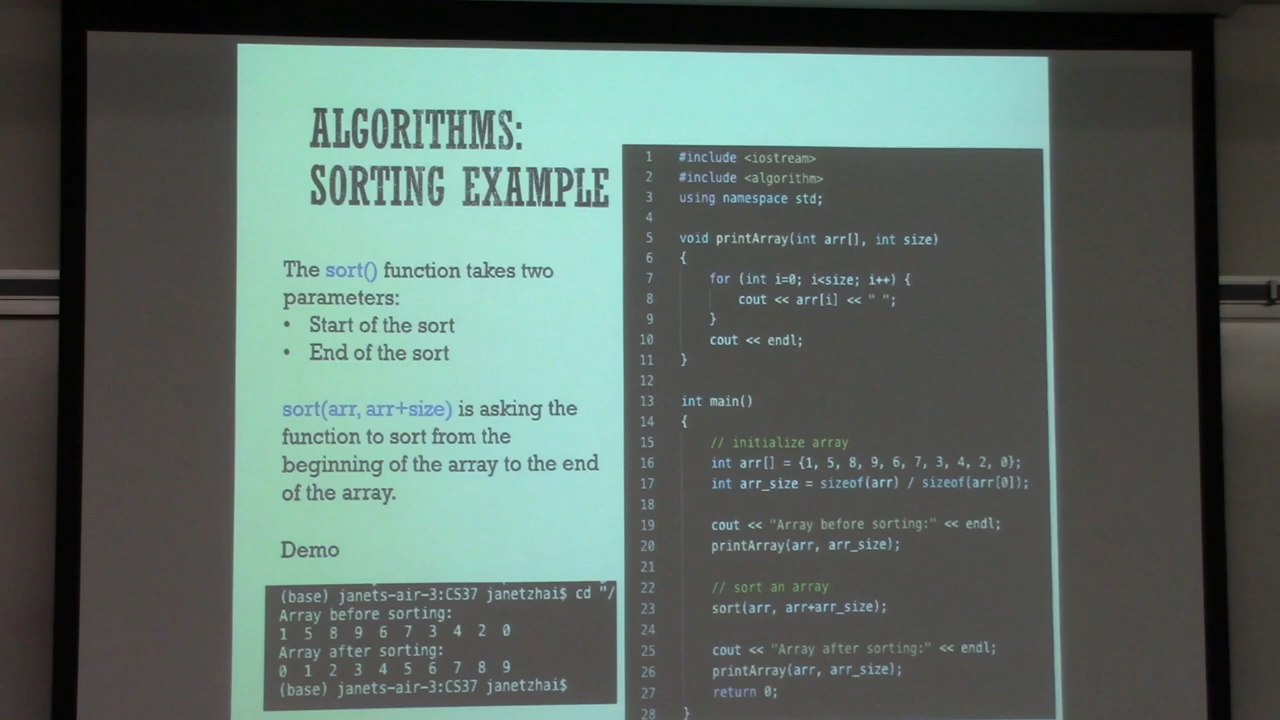 ALGORITHMS:
SORTING EXAMPLE
The sort() function takes two
parameters:
• Start of the sort
• End of the sort
sort(arr, arr+size) is asking the
function to sort from the
beginning of the array to the end
of the array.
Demo
(base) janets-air-3:CS37 janetzhai$ cd "/
Array before sorting:
1 5 8 9 6 7 3 4 2 0
Array after sorting:
0 1 2 3 4 5 6 7 8 9
(base) janets-air-3:CS37 janetzhai$
1 #include <iostream>
2 #include <algorithm>
3 using namespace std;
4
5 void printArray(int arr[], int size)
6 {
7 for (int i=0; i<size; i++) {
8 cout << arr[i] << " ";
9 }
10 cout << endl;
11 }
12
13 int main()
14 {
15 // initialize array
16 int arr[] = {1, 5, 8, 9, 6, 7, 3, 4, 2, 0};
17 int arr_size = sizeof(arr) / sizeof(arr[0]);
18
19 cout << "Array before sorting:" << endl;
20 printArray(arr, arr_size);
21
22 // sort an array
23 sort(arr, arr+arr_size);
24
25 cout << "Array after sorting:" << endl;
26 printArray(arr, arr_size);
27 return 0;
28 }